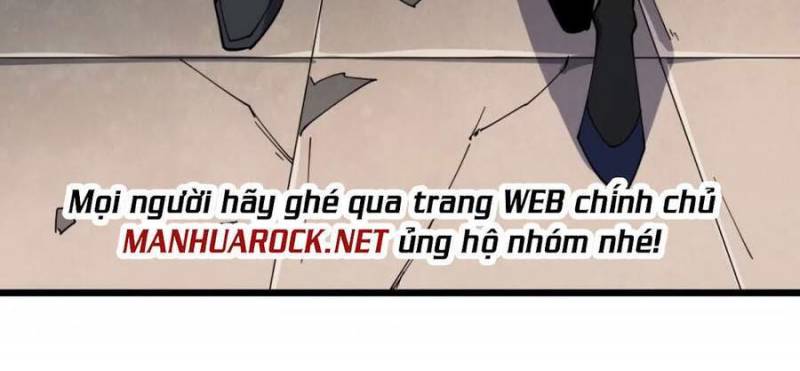 Mọi người hãy ghé qua trang WEB chính chủ
MANHUAROCK.NET ủng hộ nhóm nhé!